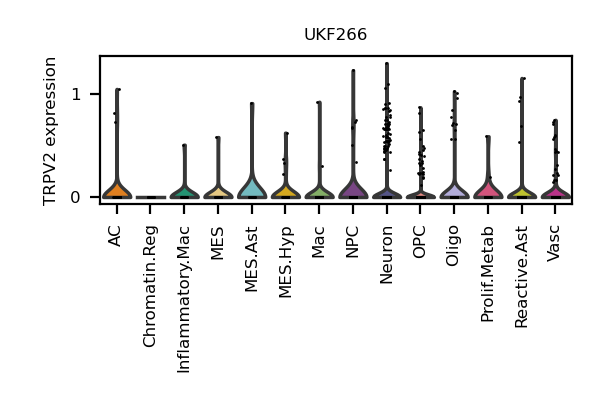 UKF266
TRPV2 expression
1
0
AC
Chromatin.Reg
Inflammatory.Mac
MES
MES.Ast
MES.Hyp
Mac
NPC
Neuron
OPC
Oligo
Prolif.Metab
Reactive.Ast
Vasc